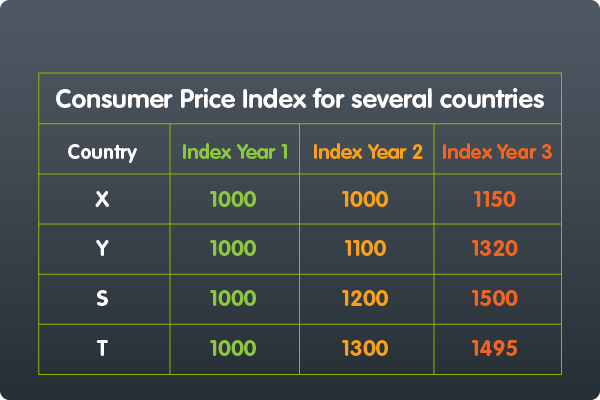 Consumer Price Index for several countries
Country Index Year 1 Index Year 2 Index Year 3
X 1000 1000 1150
Y 1000 1100 1320
S 1000 1200 1500
T 1000 1300 1495